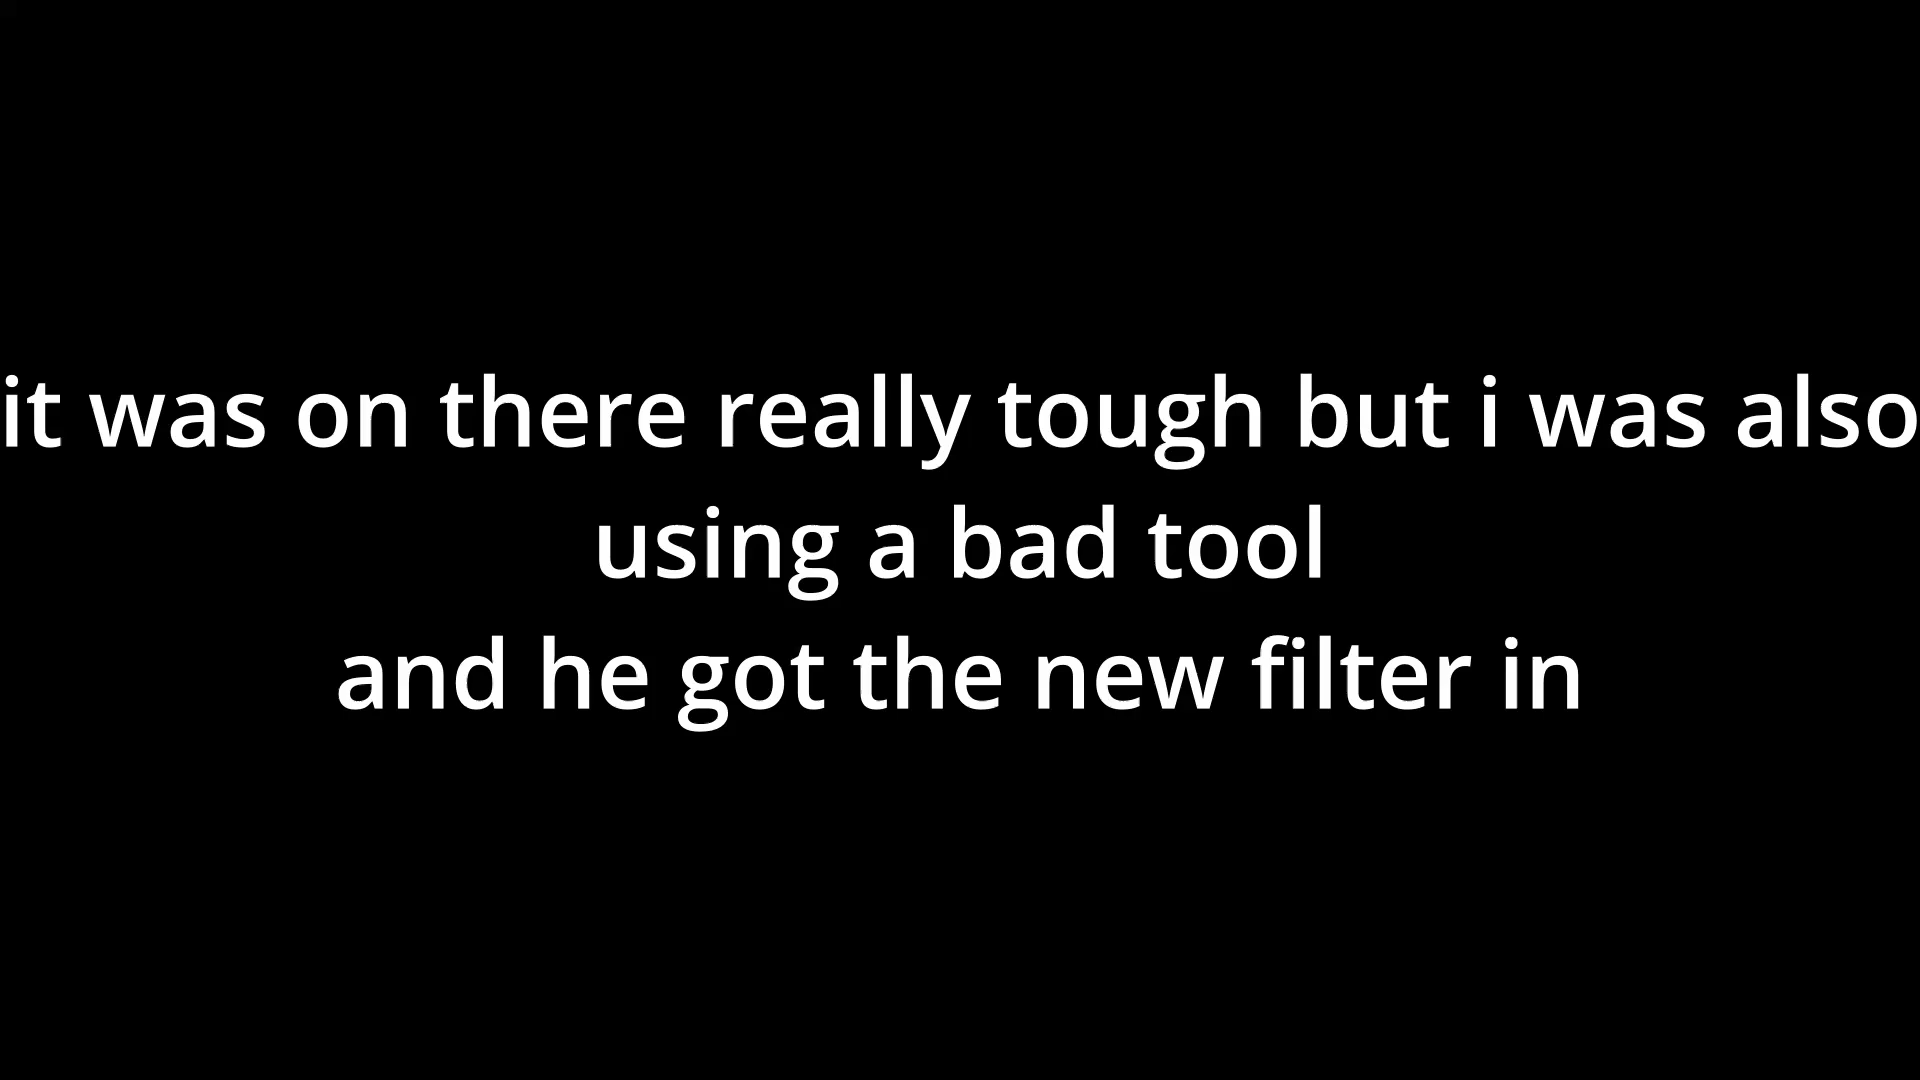 it was on there really tough but i was also
using a bad tool
and he got the new filter in